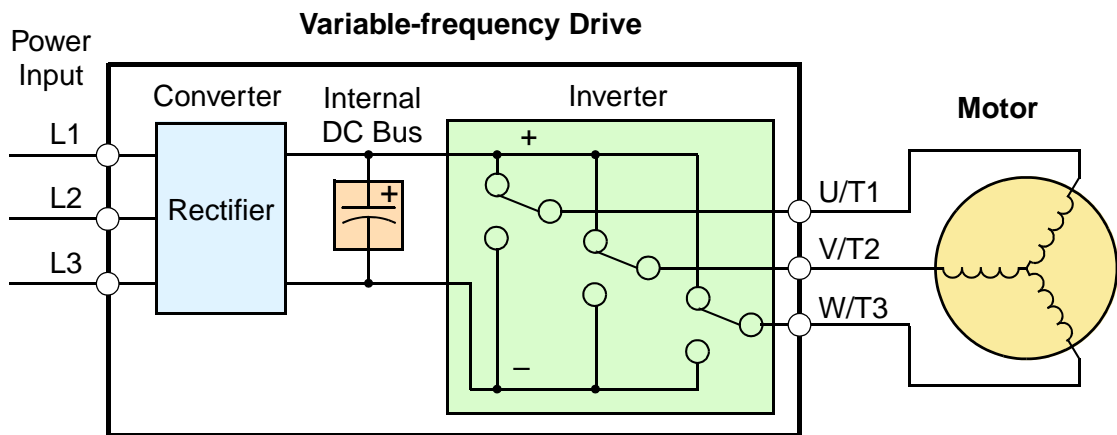 Variable-frequency Drive
Power
Input
Converter
Internal
DC Bus
Inverter
Motor
L1
L2
L3
Rectifier
+
+
–
U/T1
V/T2
W/T3